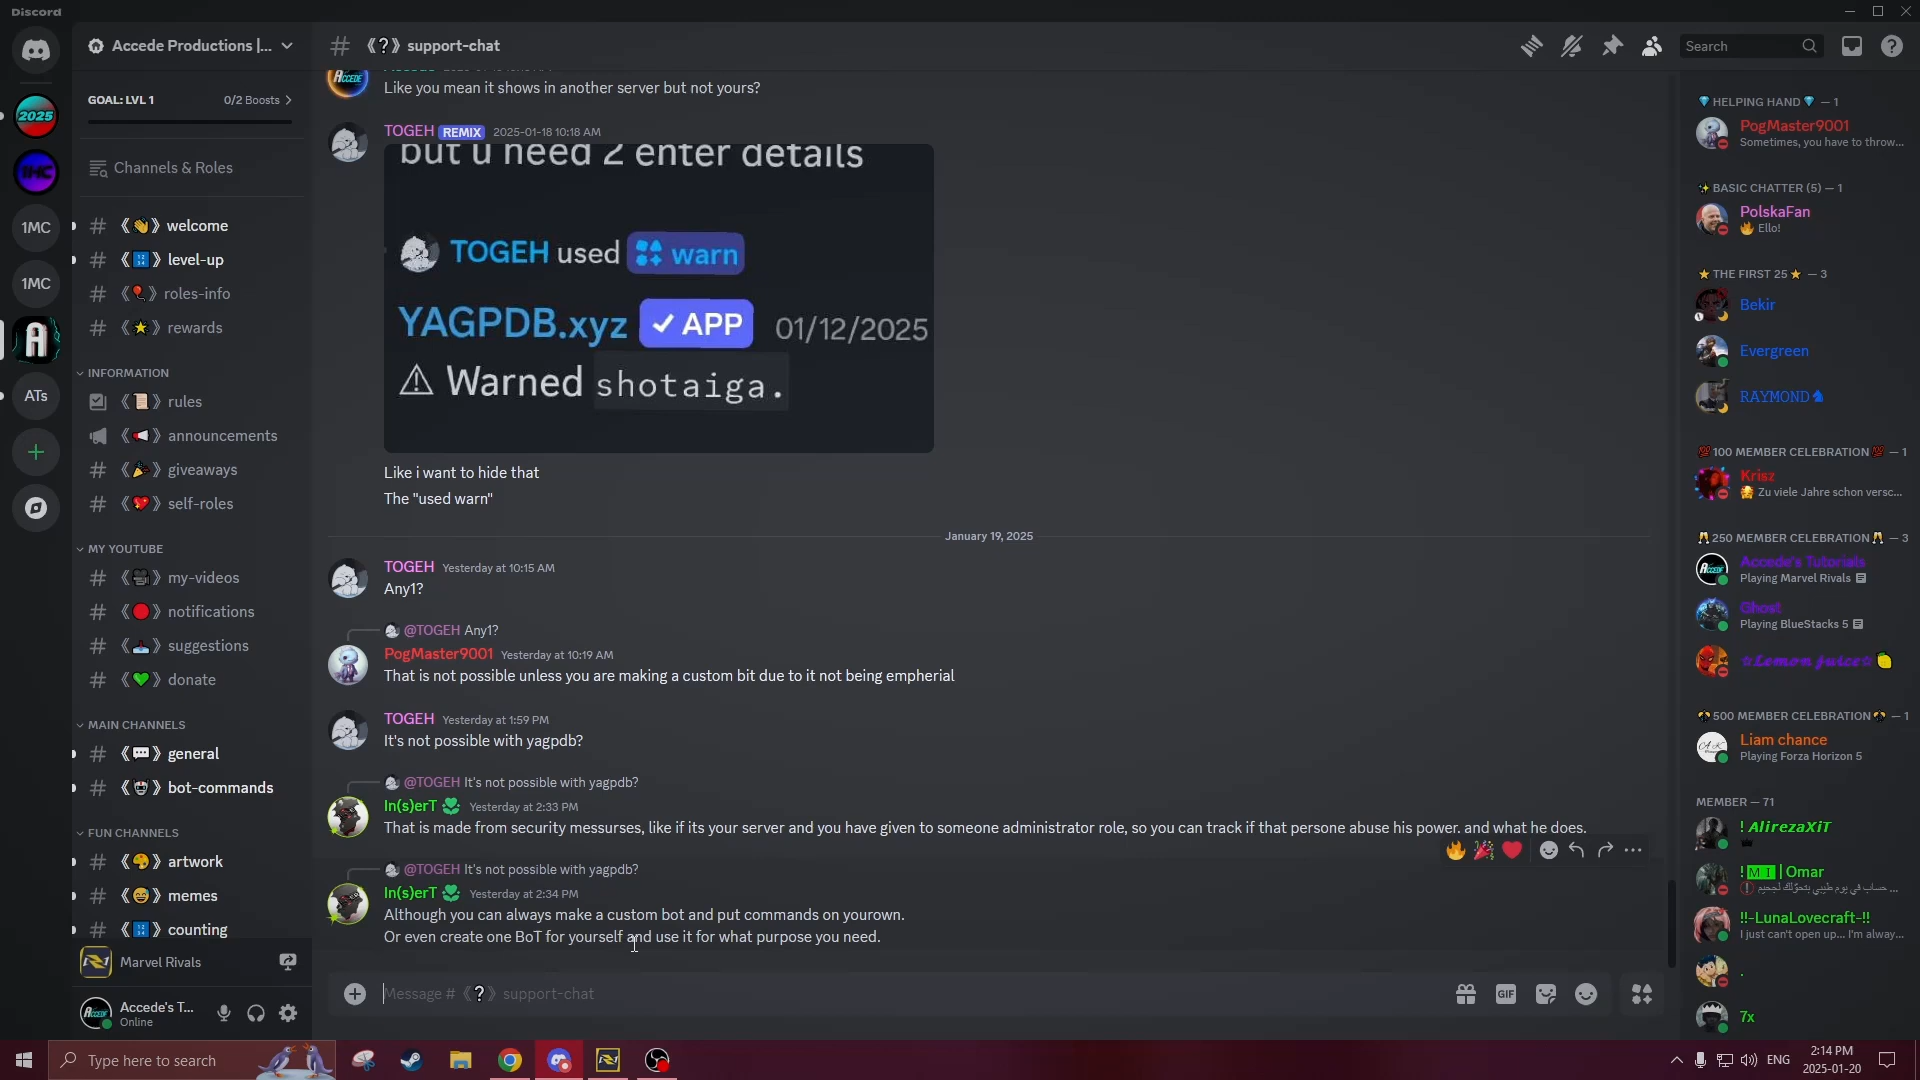 Discord
Accede Productions |...
GOAL: LVL 1
0/2 Boosts
Channels & Roles
welcome
level-up
roles-info
rewards
INFORMATION
rules
announcements
giveaways
self-roles
MY YOUTUBE
my-videos
notifications
suggestions
donate
MAIN CHANNELS
general
bot-commands
FUN CHANNELS
artwork
memes
counting
Marvel Rivals
Accede's T...
Online
2025
1HC
1MC
1MC
ATs
# 《?》 support-chat
Search
Like you mean it shows in another server but not yours?
TOGEH REMIX 2025-01-18 10:18 AM
but u need 2 enter details
TOGEH used warn
YAGPDB.xyz ✓ APP 01/12/2025
⚠ Warned shotaiga.
Like i want to hide that
The "used warn"
January 19, 2025
TOGEH Yesterday at 10:15 AM
Any1?
@TOGEH Any1?
PogMaster9001 Yesterday at 10:19 AM
That is not possible unless you are making a custom bit due to it not being empherial
TOGEH Yesterday at 1:59 PM
It's not possible with yagpdb?
@TOGEH It's not possible with yagpdb?
In(s)erT Yesterday at 2:33 PM
That is made from security messurses, like if its your server and you have given to someone administrator role, so you can track if that persone abuse his power. and what he does.
@TOGEH It's not possible with yagpdb?
In(s)erT Yesterday at 2:34 PM
Although you can always make a custom bot and put commands on yourown.
Or even create one BoT for yourself and use it for what purpose you need.
Message # 《?》 support-chat
GIF
HELPING HAND — 1
PogMaster9001
Sometimes, you have to throw...
BASIC CHATTER (5) — 1
PolskaFan
Ello!
THE FIRST 25 — 3
Bekir
Evergreen
RAYMOND
100 MEMBER CELEBRATION — 1
Krisz
Zu viele Jahre schon versc...
250 MEMBER CELEBRATION — 3
Accede's Tutorials
Playing Marvel Rivals
Ghost
Playing BlueStacks 5
Lemon juice
500 MEMBER CELEBRATION — 1
Liam chance
Playing Forza Horizon 5
MEMBER — 71
! AlirezaXiT
! M I | Omar
!!-LunaLovecraft-!!
I just can't open up... I'm alway...
.
7x
Type here to search
ENG
2:14 PM
2025-01-20